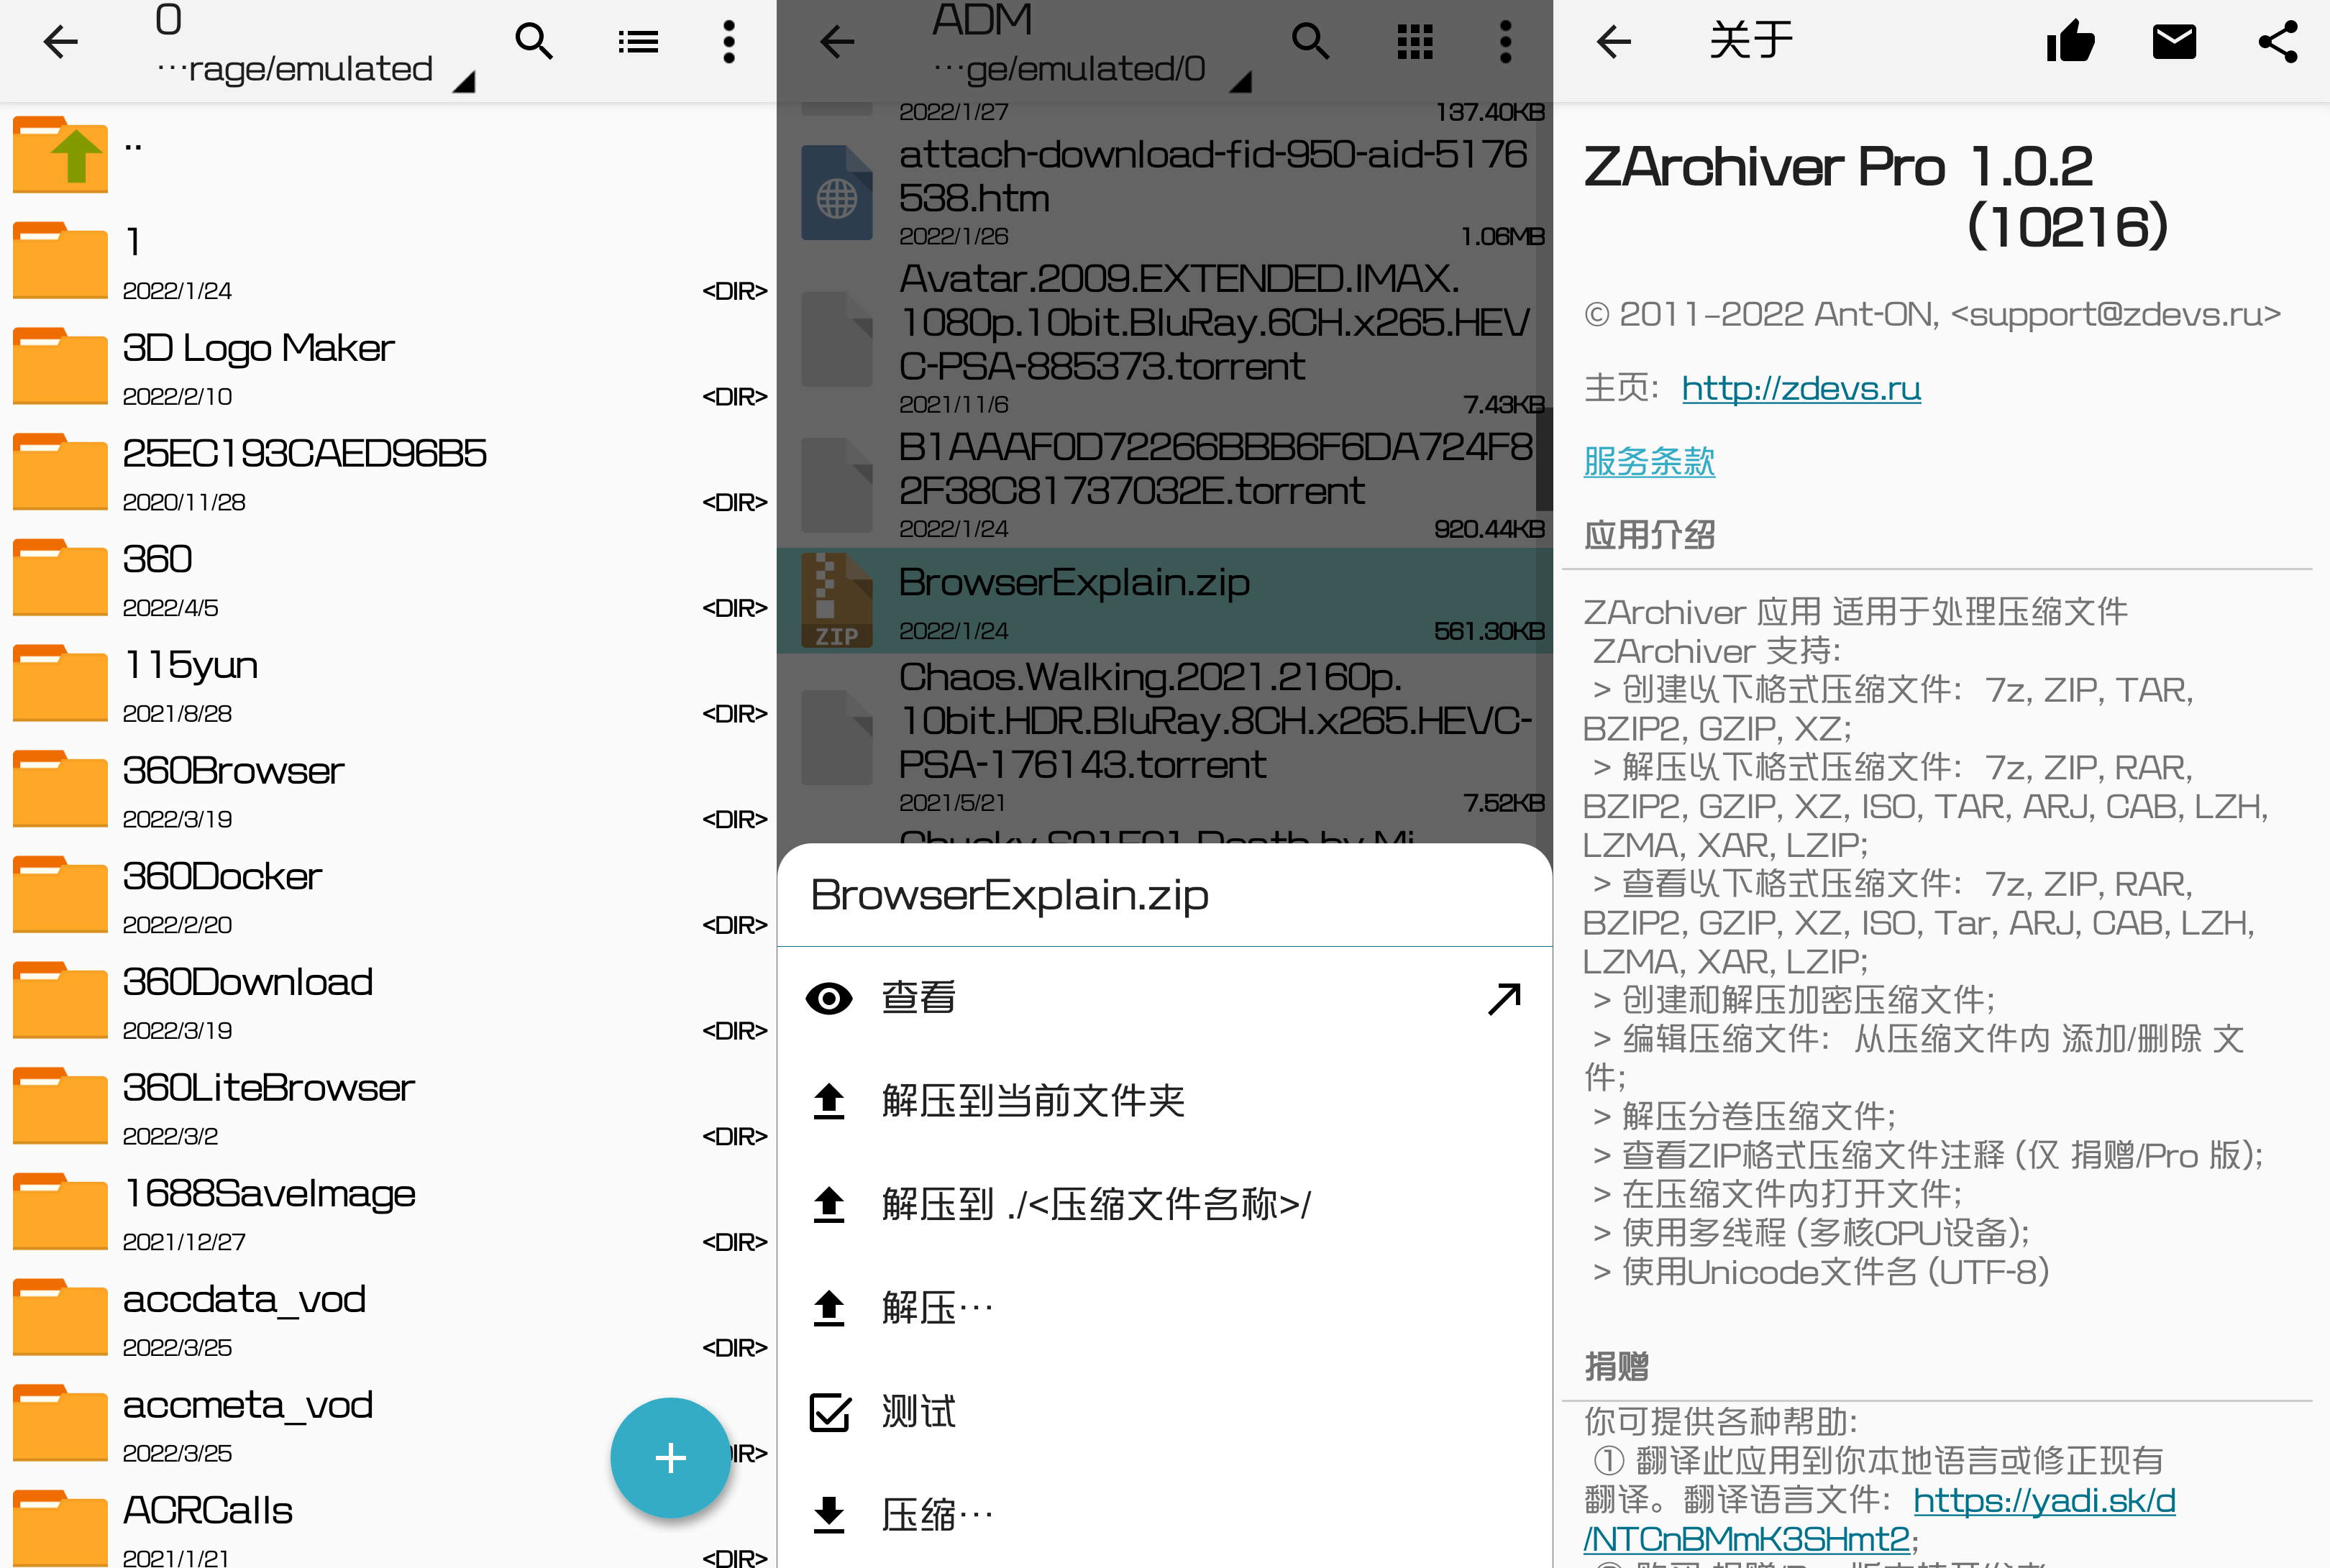 0
···rage/emulated
..
1
2022/1/24
<DIR>
3D Logo Maker
2022/2/10
<DIR>
25EC193CAED96B5
2020/11/28
<DIR>
360
2022/4/5
<DIR>
115yun
2021/8/28
<DIR>
360Browser
2022/3/19
<DIR>
360Docker
2022/2/20
<DIR>
360Download
2022/3/19
<DIR>
360LiteBrowser
2022/3/2
<DIR>
1688SaveImage
2021/12/27
<DIR>
accdata_vod
2022/3/25
<DIR>
accmeta_vod
2022/3/25
IR>
ACRCalls
2021/1/21
<DIR>
ADM
···ge/emulated/0
2022/1/27
137.40KB
attach-download-fid-950-aid-5176
538.htm
2022/1/26
1.06MB
Avatar.2009.EXTENDED.IMAX.
1080p.10bit.BluRay.6CH.x265.HEV
C-PSA-885373.torrent
2021/11/6
7.43KB
B1AAAF0D72266BBB6F6DA724F8
2F38C81737032E.torrent
2022/1/24
920.44KB
ZIP
BrowserExplain.zip
2022/1/24
561.30KB
Chaos.Walking.2021.2160p.
10bit.HDR.BluRay.8CH.x265.HEVC-
PSA-176143.torrent
2021/5/21
7.52KB
Chucky.S01E01.Death.by.Mi
BrowserExplain.zip
查看
解压到当前文件夹
解压到 ./<压缩文件名称>/
解压···
测试
压缩···
关于
ZArchiver Pro 1.0.2
(10216)
© 2011–2022 Ant-ON, <support@zdevs.ru>
主页： http://zdevs.ru
服务条款
应用介绍
ZArchiver 应用 适用于处理压缩文件
ZArchiver 支持:
> 创建以下格式压缩文件： 7z, ZIP, TAR,
BZIP2, GZIP, XZ;
> 解压以下格式压缩文件： 7z, ZIP, RAR,
BZIP2, GZIP, XZ, ISO, TAR, ARJ, CAB, LZH,
LZMA, XAR, LZIP;
> 查看以下格式压缩文件： 7z, ZIP, RAR,
BZIP2, GZIP, XZ, ISO, Tar, ARJ, CAB, LZH,
LZMA, XAR, LZIP;
> 创建和解压加密压缩文件;
> 编辑压缩文件： 从压缩文件内 添加/删除 文
件;
> 解压分卷压缩文件;
> 查看ZIP格式压缩文件注释 (仅 捐赠/Pro 版);
> 在压缩文件内打开文件;
> 使用多线程 (多核CPU设备);
> 使用Unicode文件名 (UTF-8)
捐赠
你可提供各种帮助:
① 翻译此应用到你本地语言或修正现有
翻译。翻译语言文件： https://yadi.sk/d
/NTCnBMmK3SHmt2;